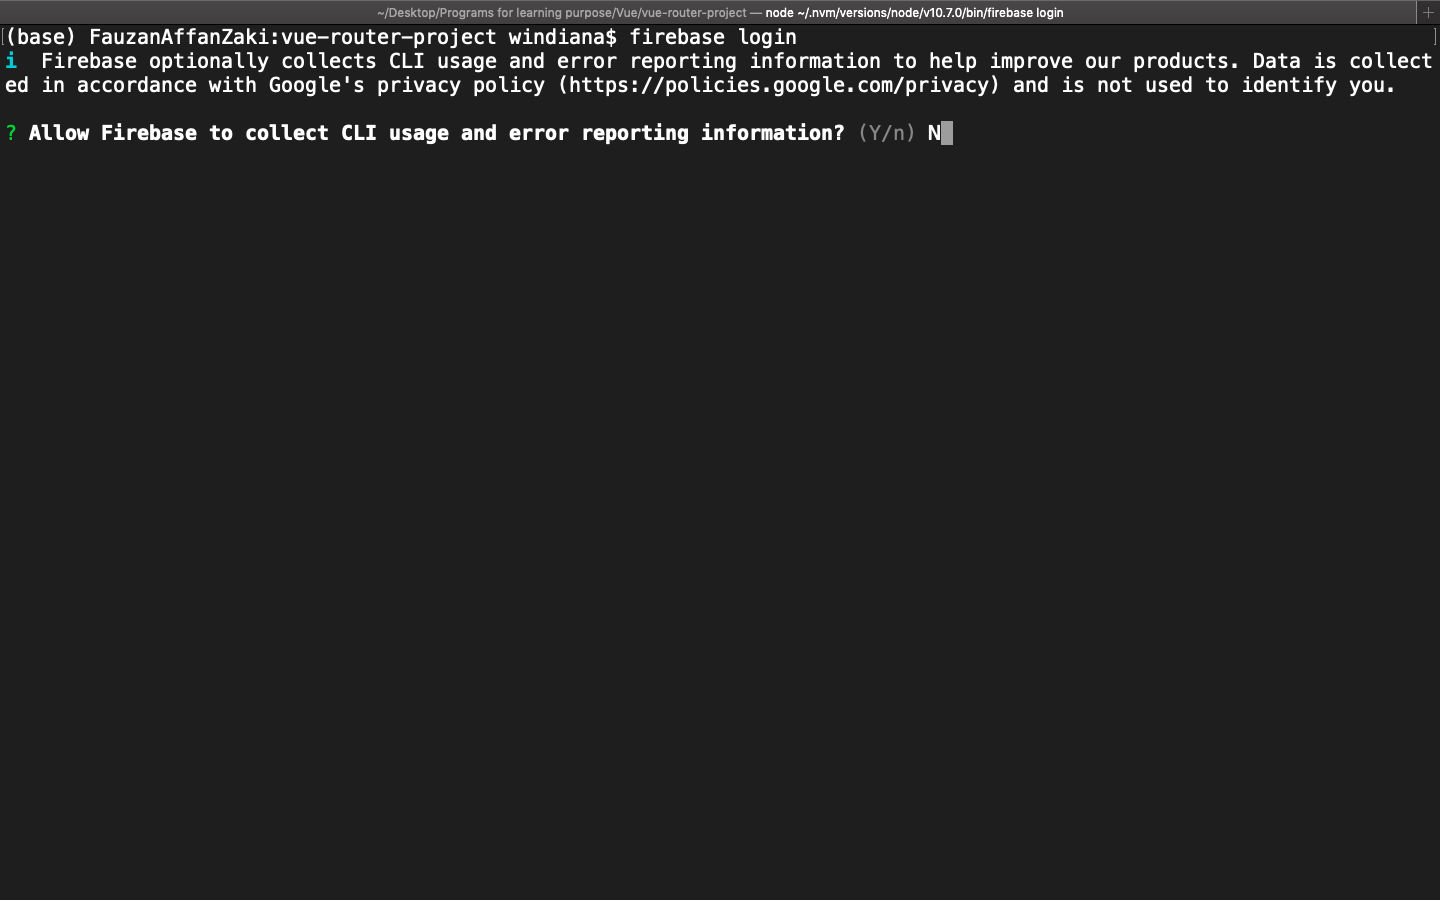 ~/Desktop/Programs for learning purpose/Vue/vue-router-project — node ~/.nvm/versions/node/v10.7.0/bin/firebase login
(base) FauzanAffanZaki:vue-router-project windiana$ firebase login
i  Firebase optionally collects CLI usage and error reporting information to help improve our products. Data is collect
ed in accordance with Google's privacy policy (https://policies.google.com/privacy) and is not used to identify you.
? Allow Firebase to collect CLI usage and error reporting information? (Y/n) N